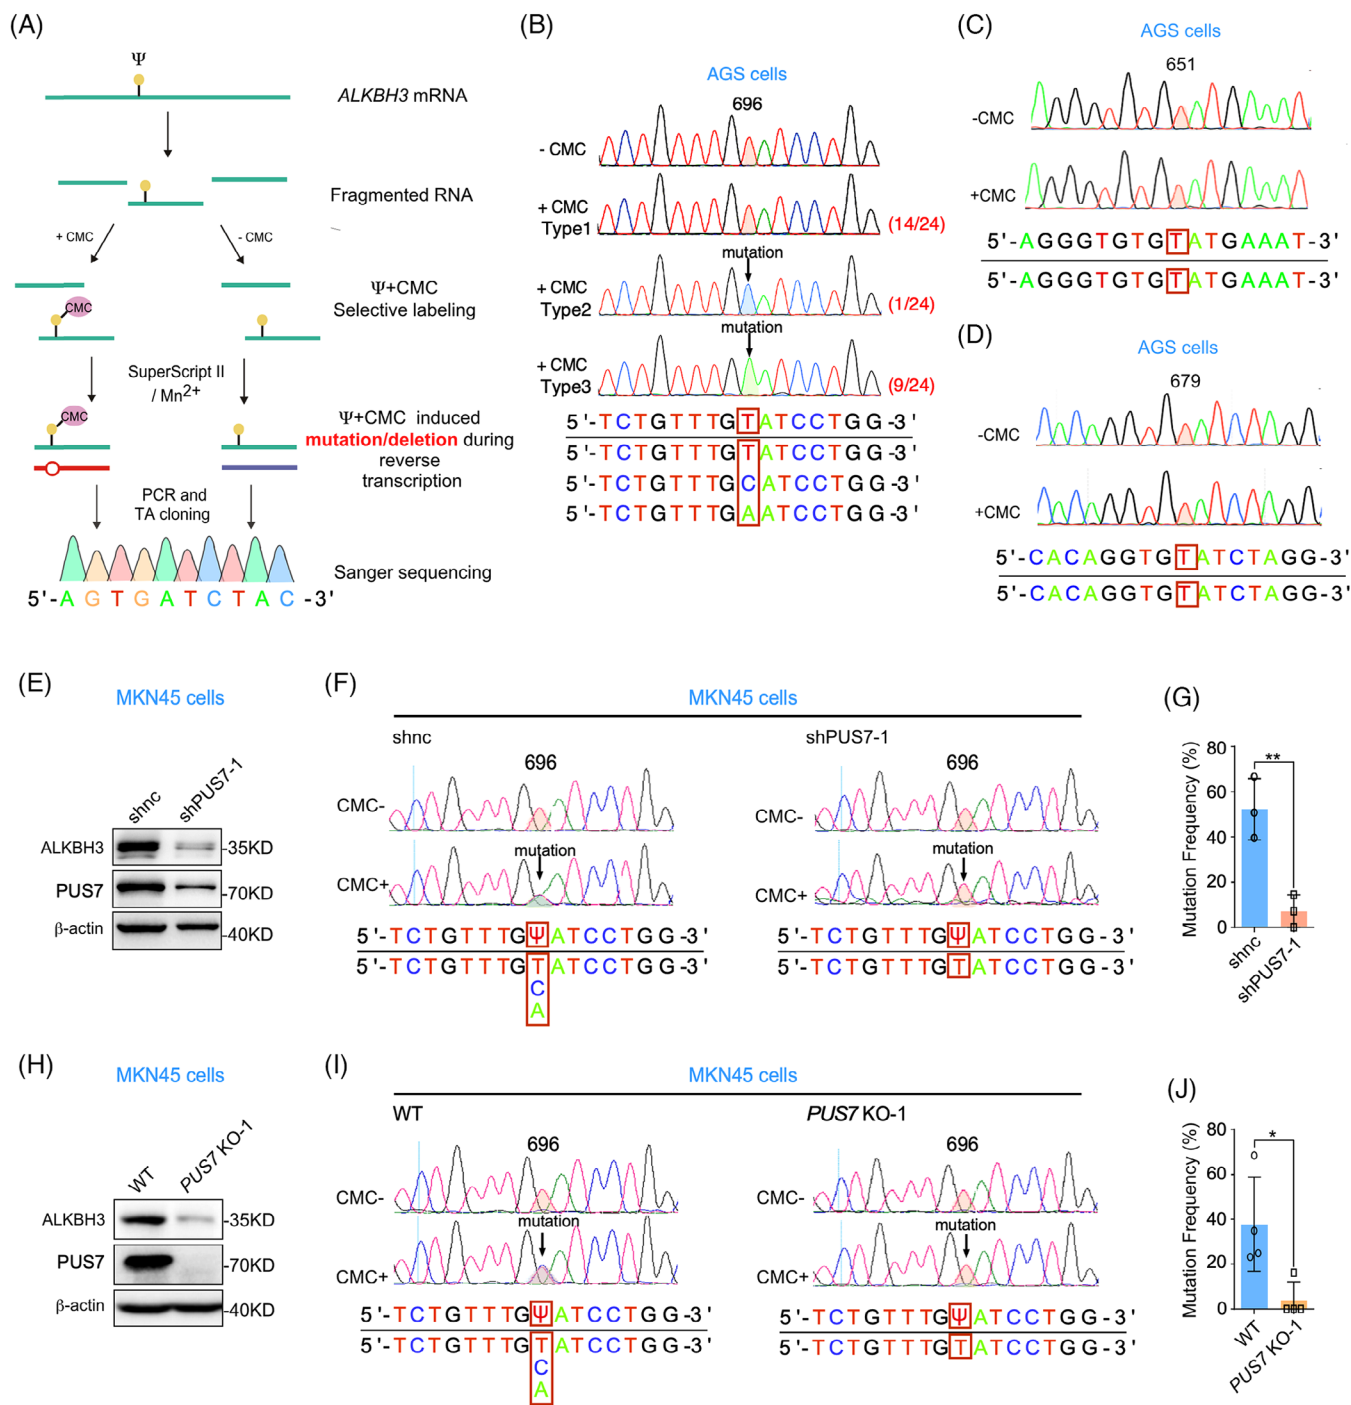 (A)
Ψ
ALKBH3 mRNA
Fragmented RNA
+ CMC
- CMC
CMC
Ψ+CMC
Selective labeling
SuperScript II
/ Mn2+
CMC
Ψ+CMC induced
mutation/deletion during
reverse
transcription
PCR and
TA cloning
Sanger sequencing
5'-AGTGATCTAC-3'
(B)
AGS cells
696
- CMC
+ CMC
Type1
(14/24)
mutation
+ CMC
Type2
(1/24)
mutation
+ CMC
Type3
(9/24)
5'-TCTGTTTGTATCCTGG-3'
5'-TCTGTTTGTATCCTGG-3'
5'-TCTGTTTGCATCCTGG-3'
5'-TCTGTTTGAATCCTGG-3'
(C)
AGS cells
651
-CMC
+CMC
5'-AGGGTGTGTATGAAAT-3'
5'-AGGGTGTGTATGAAAT-3'
(D)
AGS cells
679
-CMC
+CMC
5'-CACAGGTGTATCTAGG-3'
5'-CACAGGTGTATCTAGG-3'
(E)
MKN45 cells
shnc
shPUS7-1
ALKBH3
-35KD
PUS7
-70KD
β-actin
-40KD
(F)
MKN45 cells
shnc
696
CMC-
mutation
CMC+
5'-TCTGTTTGΨATCCTGG-3'
5'-TCTGTTTGTATCCTGG-3'
C
A
shPUS7-1
696
CMC-
mutation
CMC+
5'-TCTGTTTGΨATCCTGG-3'
5'-TCTGTTTGTATCCTGG-3'
(G)
Mutation Frequency (%)
80
60
40
20
0
**
shnc
shPUS7-1
(H)
MKN45 cells
WT
PUS7 KO-1
ALKBH3
-35KD
PUS7
-70KD
β-actin
-40KD
(I)
MKN45 cells
WT
696
CMC-
mutation
CMC+
5'-TCTGTTTGΨATCCTGG-3'
5'-TCTGTTTGTATCCTGG-3'
C
A
PUS7 KO-1
696
CMC-
mutation
CMC+
5'-TCTGTTTGΨATCCTGG-3'
5'-TCTGTTTGTATCCTGG-3'
(J)
Mutation Frequency (%)
80
60
40
20
0
*
WT
PUS7 KO-1